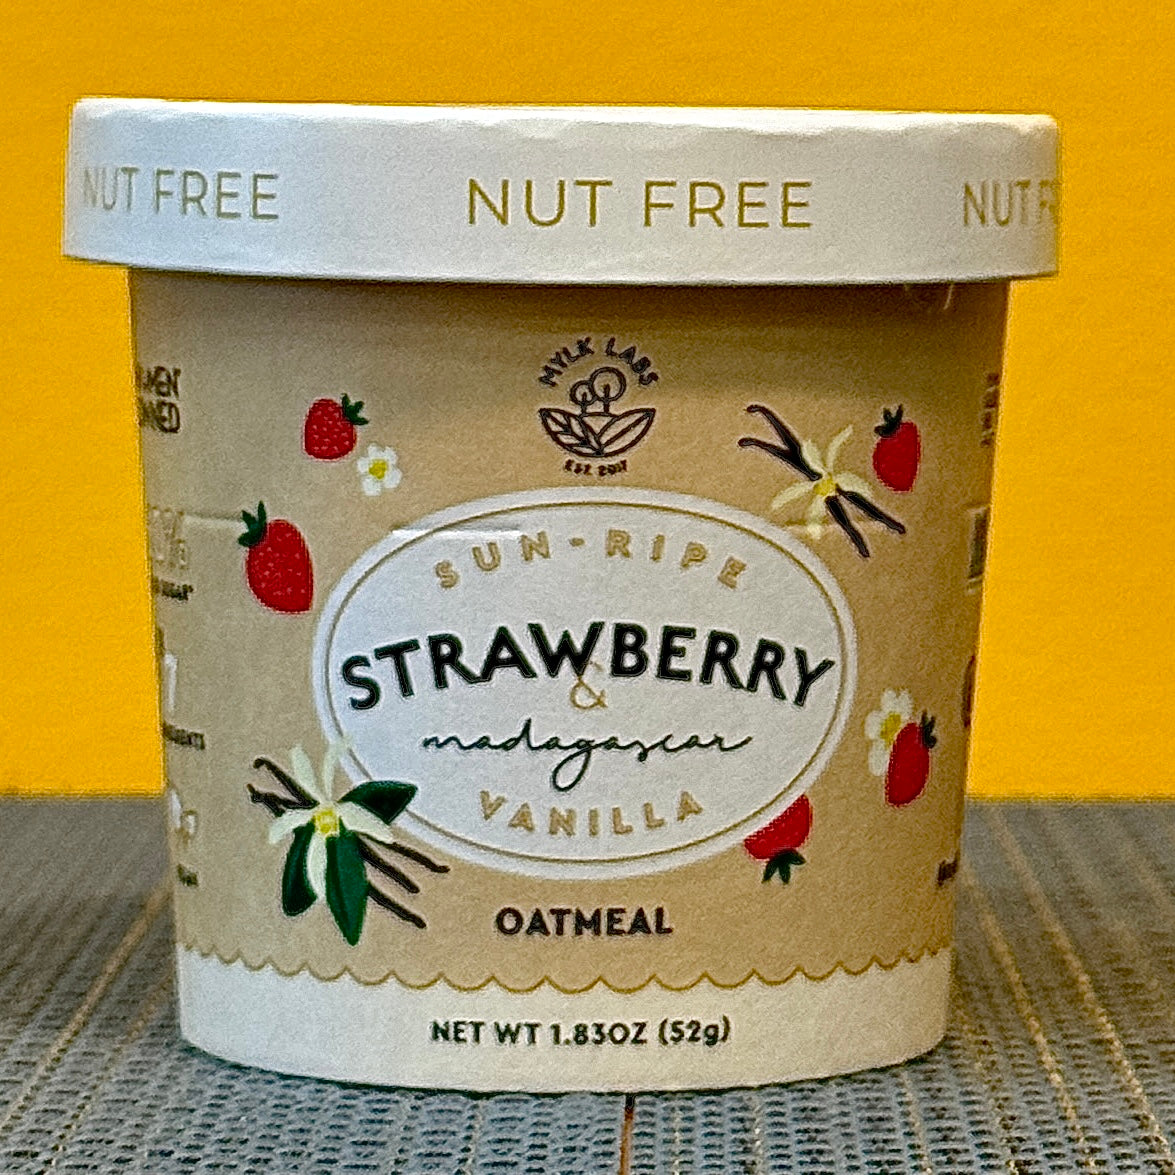 NUT FREE NUT FREE NUT
MYLK LABS
EST. 2017
SUN-RIPE
STRAWBERRY
&
madagascar
VANILLA
OATMEAL
NET WT 1.83OZ (52g)